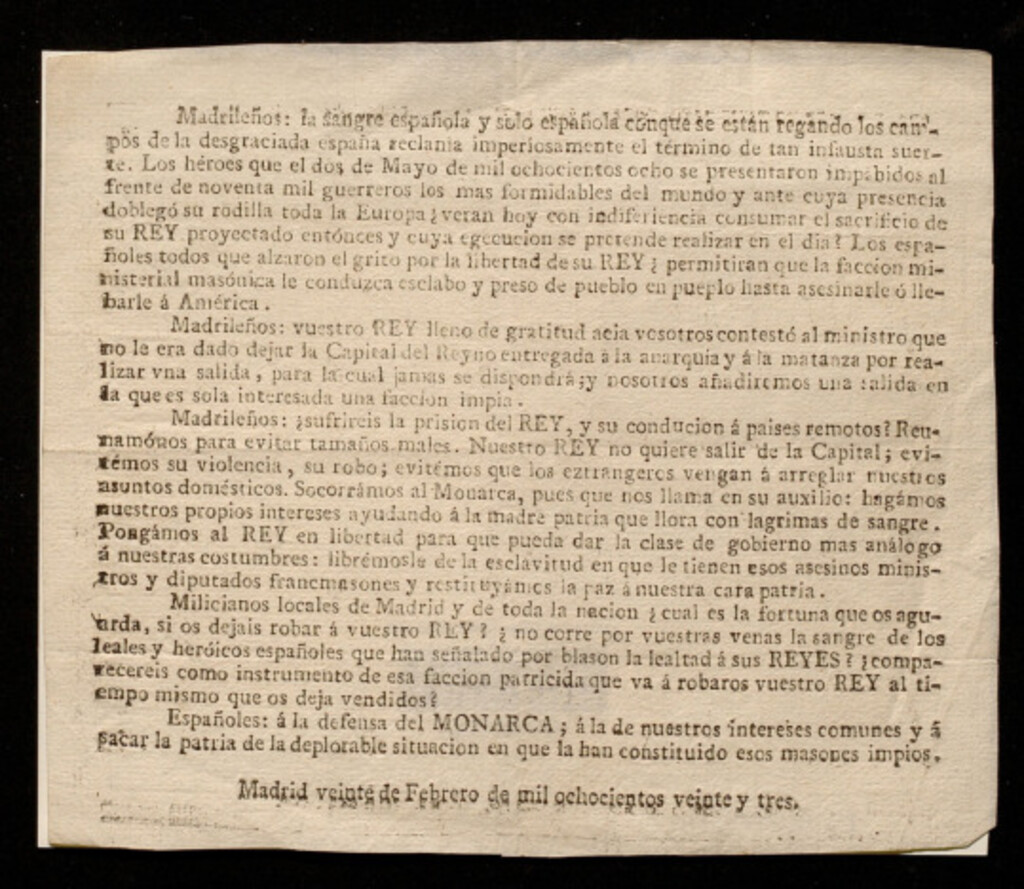 Madrileños: la sangre española y solo española conque se están regando los cam-
pos de la desgraciada españa reclama imperiosamente el término de tan infausta suer-
te. Los héroes que el dos de Mayo de mil ochocientos ocho se presentaron impabidos al
frente de noventa mil guerreros los mas formidables del mundo y ante cuya presencia
doblegó su rodilla toda la Europa ¿veran hoy con indiferiencia consumar el sacrificio de
su REY proyectado entónces y cuya egecucion se pretende realizar en el dia? Los espa-
ñoles todos que alzaron el grito por la libertad de su REY ¿ permitiran que la faccion mi-
nisterial masónica le conduzca esclabo y preso de pueblo en pueplo hasta asesinarle ó lle-
barle á América.
Madrileños: vuestro REY lleno de gratitud acia vosotros contestó al ministro que
no le era dado dejar la Capital del Reyno entregada á la anarquia y á la matanza por rea-
lizar vna salida, para la cual jamas se dispondrá; y nosotros añadiremos una salida en
la que es sola interesada una faccion impia.
Madrileños: ¿sufrireis la prision del REY, y su conducion á paises remotos? Reu-
namónos para evitar tamaños males. Nuestro REY no quiere salir de la Capital; evi-
témos su violencia, su robo; evitémos que los eztrangeros vengan á arreglar nuestros
asuntos domésticos. Socorrámos al Monarca, pues que nos llama en su auxilio: hagámos
nuestros propios intereses ayudando á la madre patria que llora con lagrimas de sangre.
Pongámos al REY en libertad para que pueda dar la clase de gobierno mas análogo
á nuestras costumbres: librémosle de la esclavitud en que le tienen esos asesinos minis-
tros y diputados francmasones y restituyámos la paz á nuestra cara patria.
Milicianos locales de Madrid y de toda la nacion ¿cual es la fortuna que os agu-
arda, si os dejais robar á vuestro REY? ¿ no corre por vuestras venas la sangre de los
leales y heróicos españoles que han señalado por blason la lealtad á sus REYES? ¿compa-
recereis como instrumento de esa faccion patricida que va á robaros vuestro REY al ti-
empo mismo que os deja vendidos?
Españoles: á la defensa del MONARCA; á la de nuestros intereses comunes y á
sacar la patria de la deplorable situacion en que la han constituido esos masones impios.
Madrid veinte de Febrero de mil ochocientos veinte y tres.